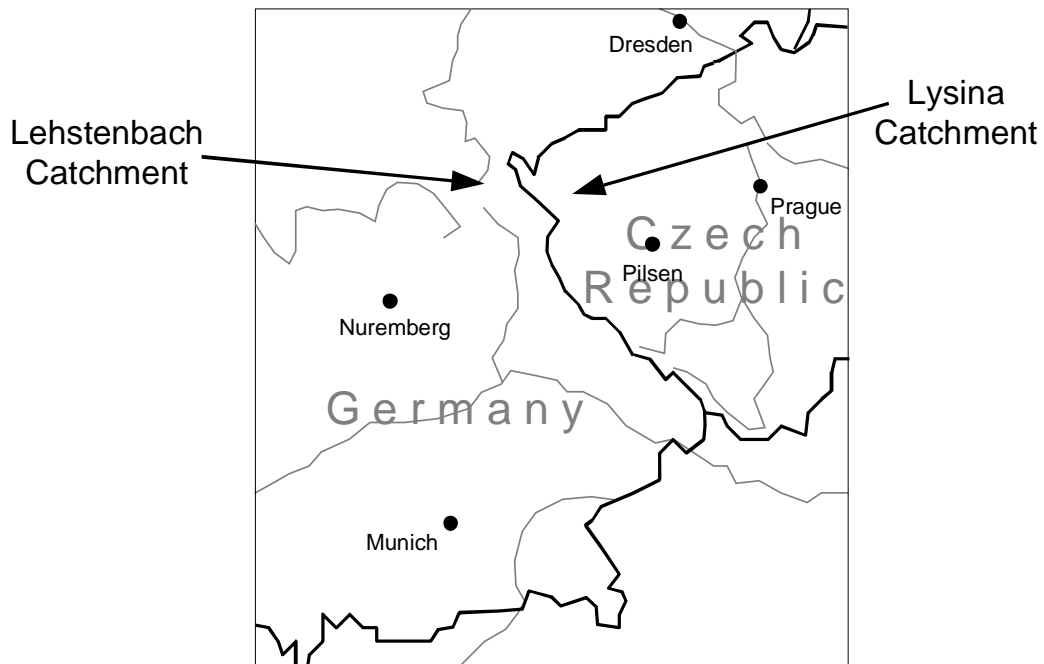 Dresden
Lysina
Catchment
Lehstenbach
Catchment
Prague
Czech
Pilsen
Republic
Nuremberg
Germany
Munich